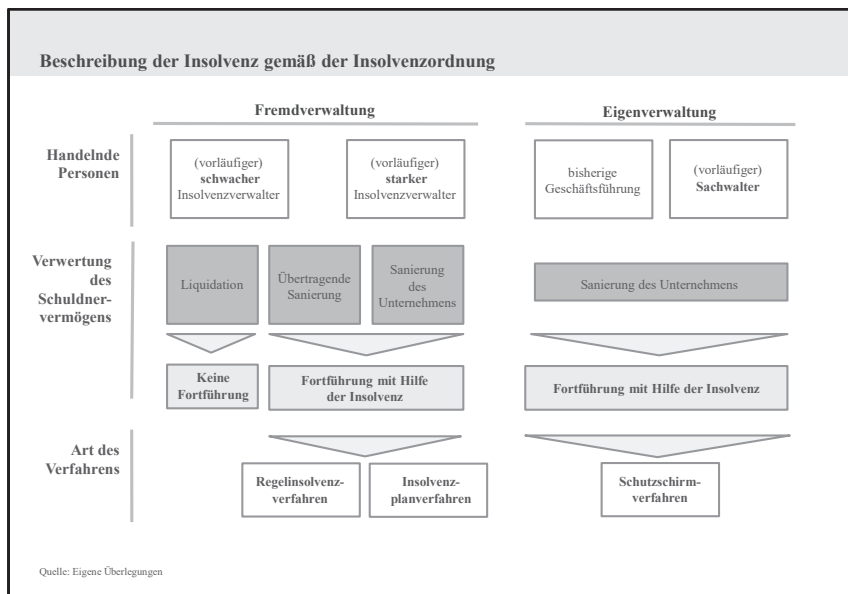 Beschreibung der Insolvenz gemäß der Insolvenzordnung
Fremdverwaltung
Eigenverwaltung
Handelnde
Personen
(vorläufiger)
schwacher
Insolvenzverwalter
(vorläufiger)
starker
Insolvenzverwalter
bisherige
Geschäftsführung
(vorläufiger)
Sachwalter
Verwertung
des
Schuldner-
vermögens
Liquidation
Übertragende
Sanierung
Sanierung
des
Unternehmens
Sanierung des Unternehmens
Keine
Fortführung
Fortführung mit Hilfe
der Insolvenz
Fortführung mit Hilfe der Insolvenz
Art des
Verfahrens
Regelinsolvenz-
verfahren
Insolvenz-
planverfahren
Schutzschirm-
verfahren
Quelle: Eigene Überlegungen